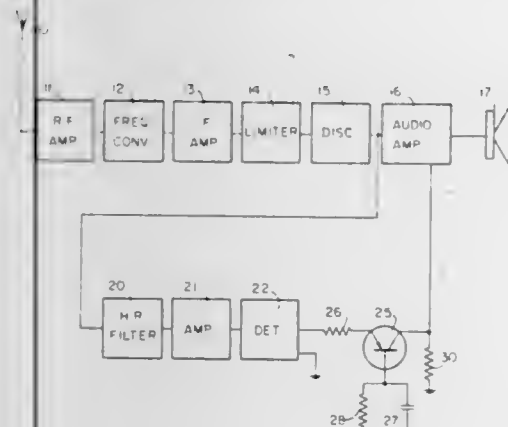 11 12 13 14 15 16 17
R F FREQ I F LIMITER DISC AUDIO
AMP CONV. AMP AMP.
20 21 22 26 25
H.P. AMP DET 30
FILTER
28 27